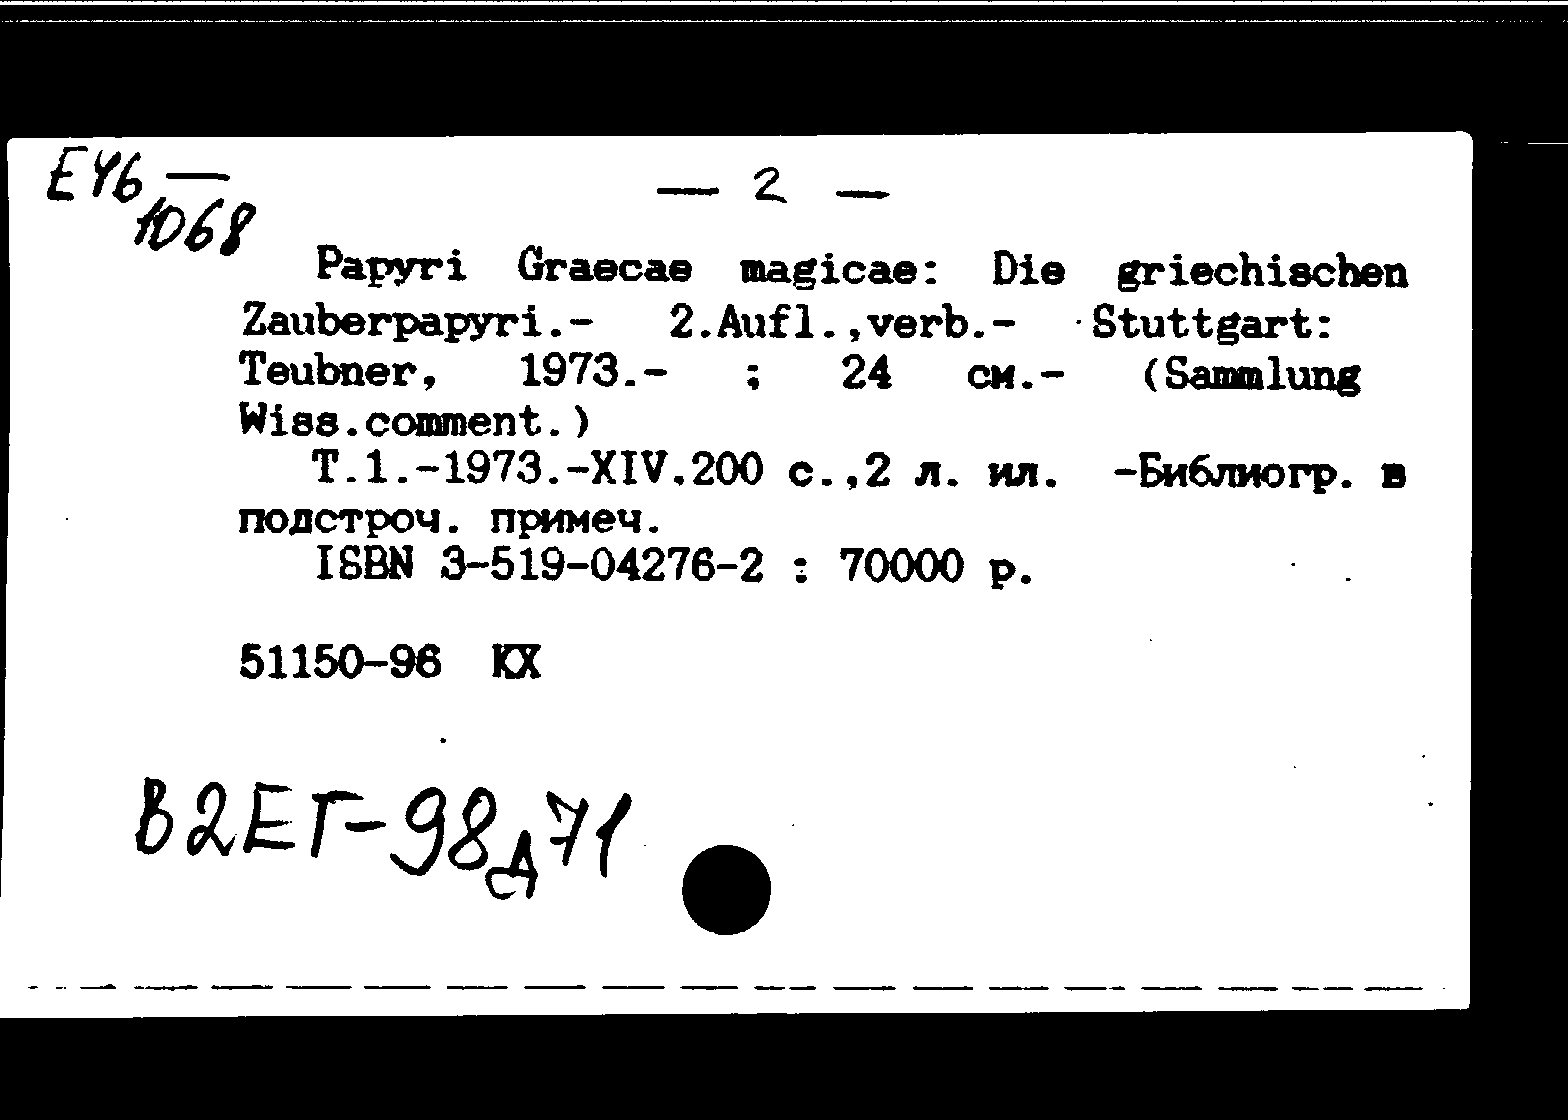 Е Ч6 —
1068
— 2 —
Papyri Graecae magicae: Die griechischen
Zauberpapyri.- 2.Aufl.,verb.- Stuttgart:
Teubner, 1973.- ; 24 см.- (Sammlung
Wiss.comment.)
Т.1.-1973.-XIV.200 с.,2 л. ил. -Библиогр. в
подстроч. примеч.
ISBN 3-519-04276-2 : 70000 р.
51150-96 КХ
В2ЕГ-98д71